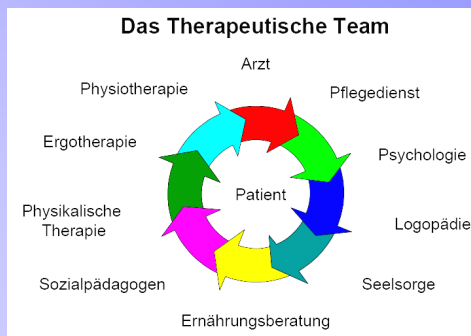 Das Therapeutische Team
Arzt
Physiotherapie
Pflegedienst
Ergotherapie
Psychologie
Patient
Physikalische
Therapie
Logopädie
Sozialpädagogen
Seelsorge
Ernährungsberatung